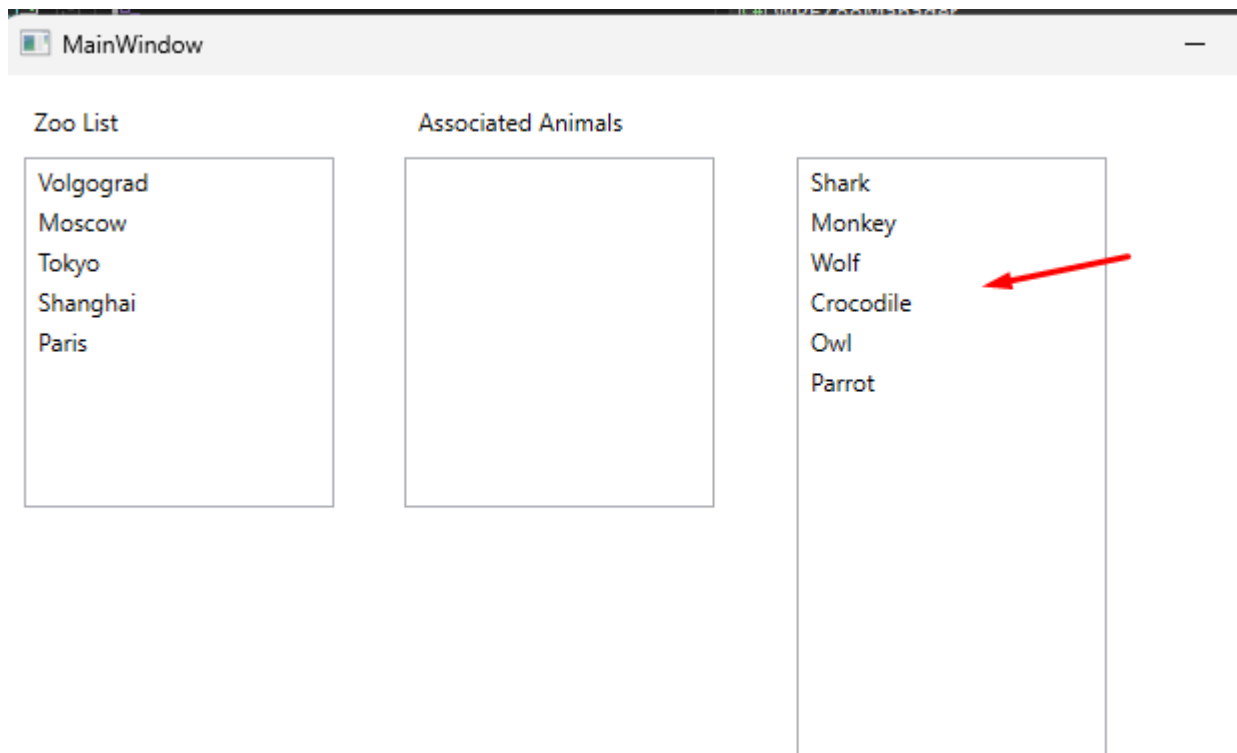 MainWindow
Zoo List
Associated Animals
Volgograd
Moscow
Tokyo
Shanghai
Paris
Shark
Monkey
Wolf
Crocodile
Owl
Parrot